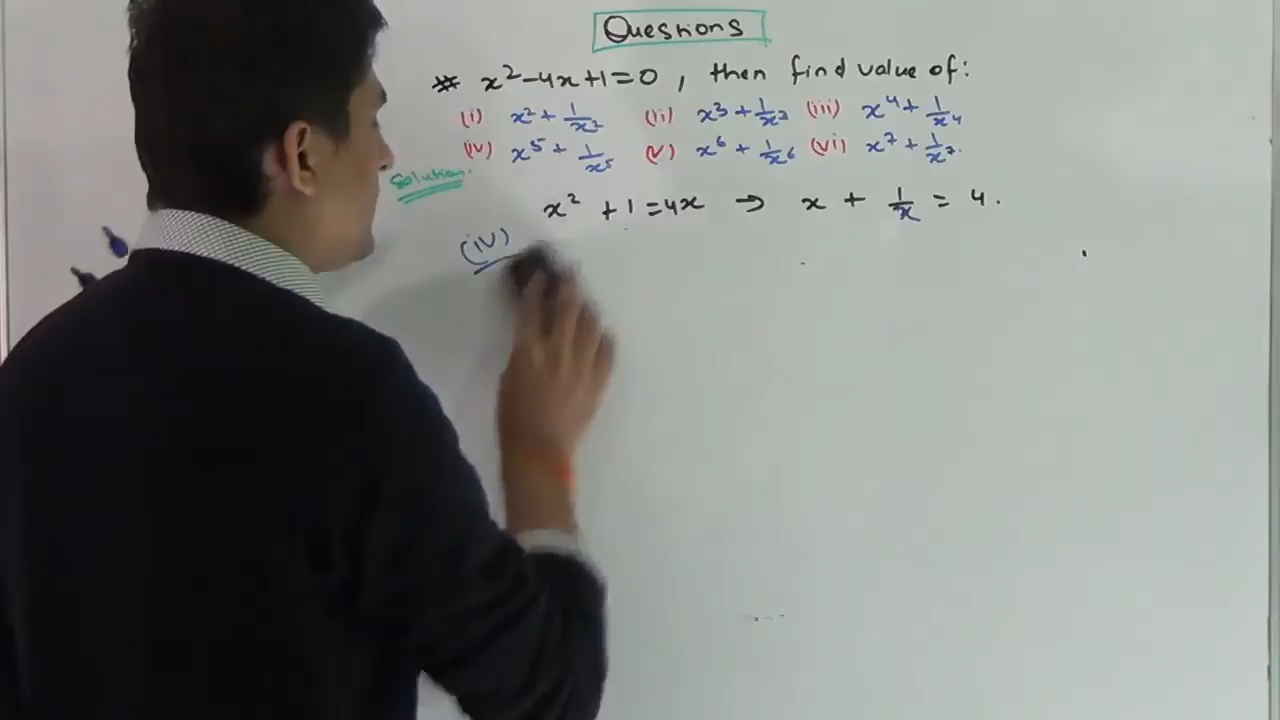 Questions
# x²-4x+1=0, then find value of:
(i) x² + 1/x² (ii) x³ + 1/x³ (iii) x⁴ + 1/x⁴
(iv) x⁵ + 1/x⁵ (v) x⁶ + 1/x⁶ (vi) x⁷ + 1/x⁷.
Solution.
x² + 1 = 4x → x + 1/x = 4.
(iv)